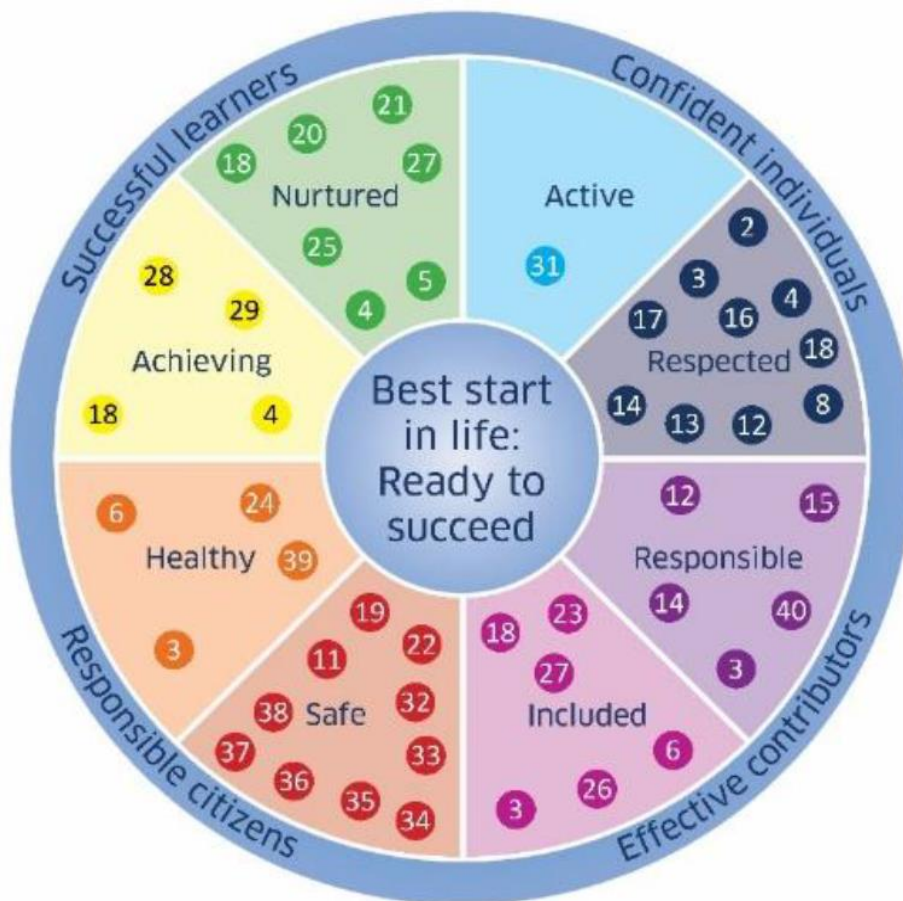 Successful learners
Confident individuals
Effective contributors
Responsible citizens
Best start
in life:
Ready to
succeed
Nurtured
18
20
21
27
25
5
4
Active
31
Respected
2
3
4
17
16
18
14
13
12
8
Responsible
12
15
14
40
3
Included
18
23
27
6
26
3
Safe
19
22
11
32
38
33
37
36
35
34
Healthy
6
24
39
3
Achieving
28
29
18
4